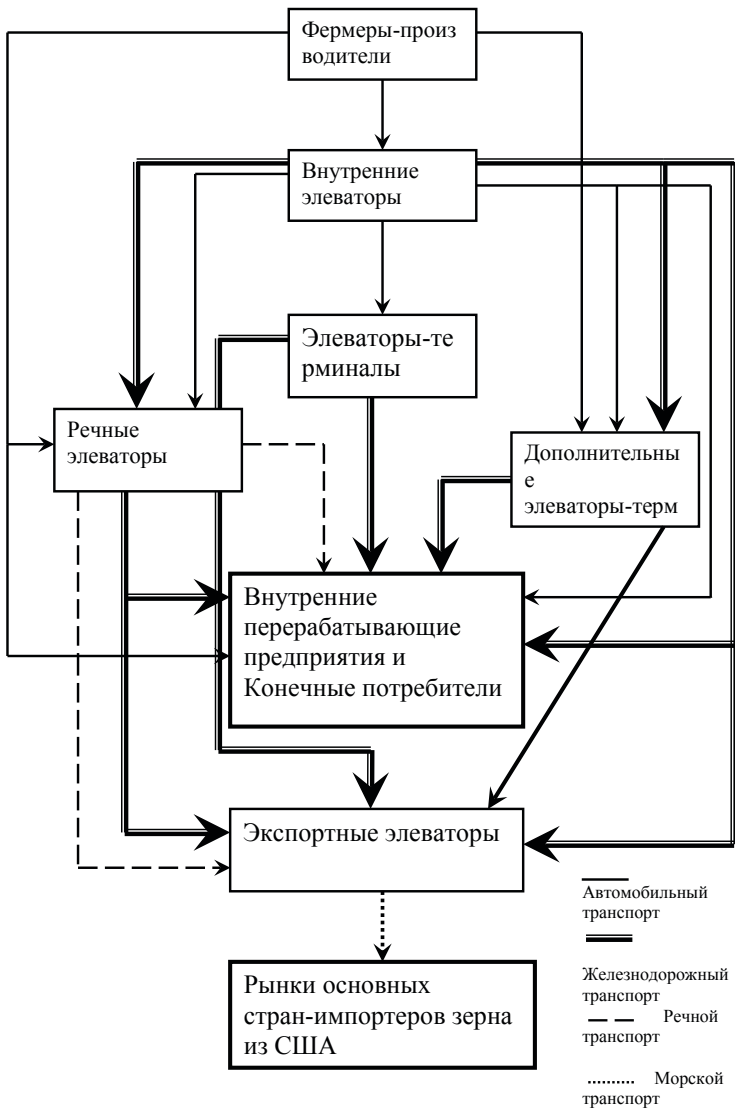 Фермеры-произ
водители
Внутренние
элеваторы
Элеваторы-те
рминалы
Речные
элеваторы
Дополнительны
е
элеваторы-терм
Внутренние
перерабатывающие
предприятия и
Конечные потребители
Экспортные элеваторы
Рынки основных
стран-импортеров зерна
из США
Автомобильный
транспорт
Железнодорожный
транспорт
Речной
транспорт
Морской
транспорт